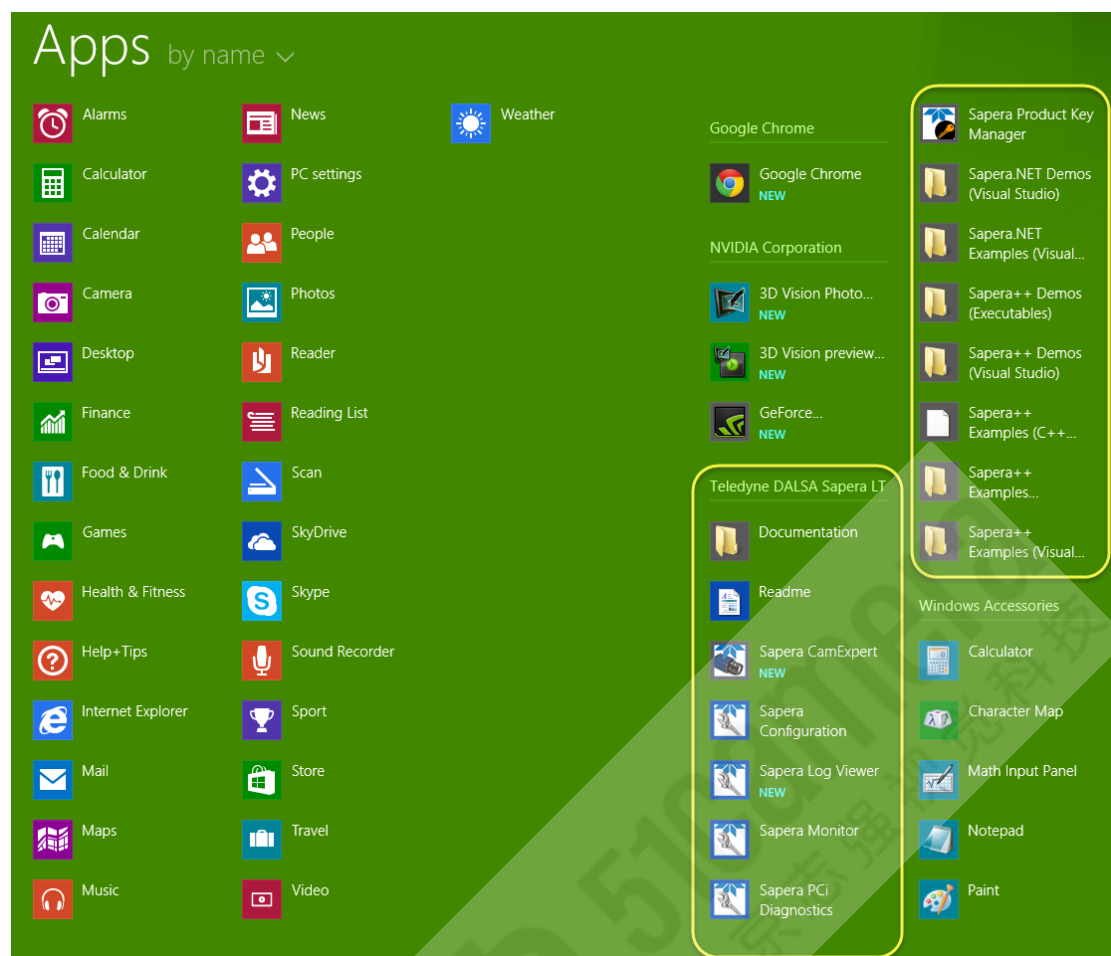 Apps by name
Alarms
Calculator
Calendar
Camera
Desktop
Finance
Food & Drink
Games
Health & Fitness
Help+Tips
Internet Explorer
Mail
Maps
Music
News
PC settings
People
Photos
Reader
Reading List
Scan
SkyDrive
Skype
Sound Recorder
Sport
Store
Travel
Video
Weather
Google Chrome
Google Chrome
NEW
NVIDIA Corporation
3D Vision Photo...
NEW
3D Vision preview...
NEW
GeForce...
NEW
Teledyne DALSA Sapera LT
Documentation
Readme
Sapera CamExpert
NEW
Sapera
Configuration
Sapera Log Viewer
NEW
Sapera Monitor
Sapera PCi
Diagnostics
Sapera Product Key
Manager
Sapera.NET Demos
(Visual Studio)
Sapera.NET
Examples (Visual...
Sapera++ Demos
(Executables)
Sapera++ Demos
(Visual Studio)
Sapera++
Examples (C++...
Sapera++
Examples...
Sapera++
Examples (Visual...
Windows Accessories
Calculator
Character Map
Math Input Panel
Notepad
Paint